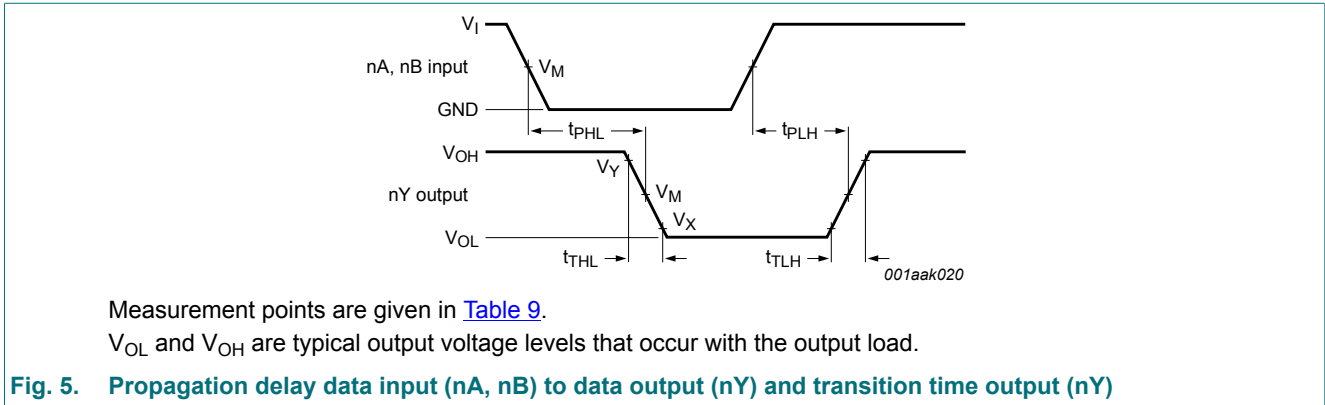 V_I
nA, nB input
V_M
GND
t_PHL
t_PLH
V_OH
V_Y
nY output
V_M
V_X
V_OL
t_THL
t_TLH
001aak020
Measurement points are given in Table 9.
V_OL and V_OH are typical output voltage levels that occur with the output load.
Fig. 5. Propagation delay data input (nA, nB) to data output (nY) and transition time output (nY)